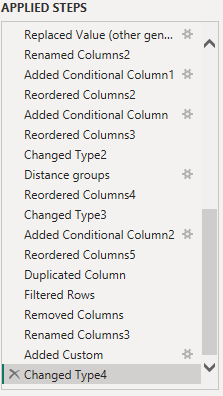 APPLIED STEPS
Replaced Value (other gen...
Renamed Columns2
Added Conditional Column1
Reordered Columns2
Added Conditional Column
Reordered Columns3
Changed Type2
Distance groups
Reordered Columns4
Changed Type3
Added Conditional Column2
Reordered Columns5
Duplicated Column
Filtered Rows
Removed Columns
Renamed Columns3
Added Custom
Changed Type4